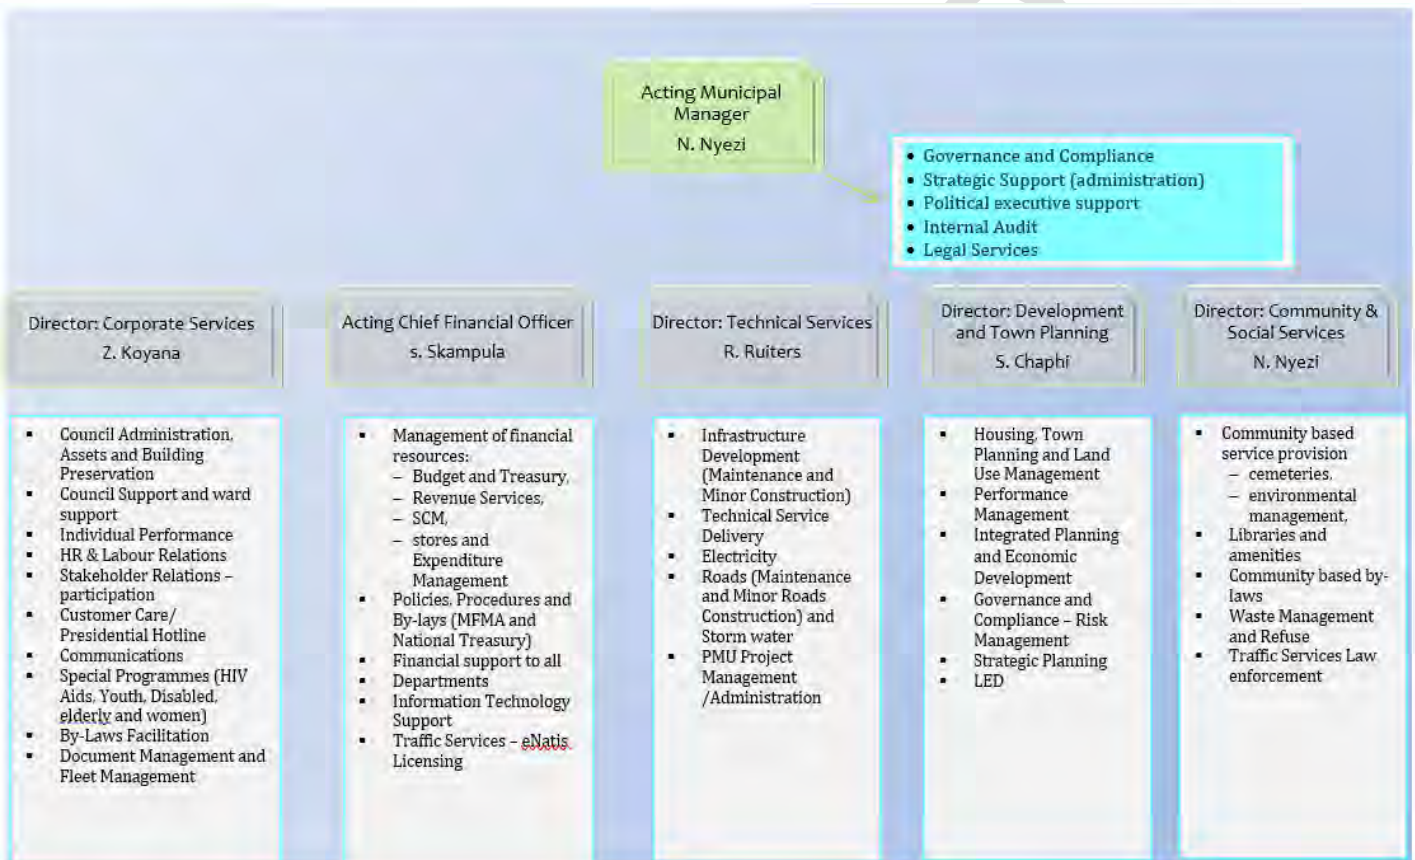 Acting Municipal
Manager
N. Nyezi
• Governance and Compliance
• Strategic Support (administration)
• Political executive support
• Internal Audit
• Legal Services
Director: Corporate Services
Z. Koyana
Acting Chief Financial Officer
s. Skampula
Director: Technical Services
R. Ruiters
Director: Development
and Town Planning
S. Chaphi
Director: Community &
Social Services
N. Nyezi
▪ Council Administration,
Assets and Building
Preservation
▪ Council Support and ward
support
▪ Individual Performance
▪ HR & Labour Relations
▪ Stakeholder Relations –
participation
▪ Customer Care/
Presidential Hotline
▪ Communications
▪ Special Programmes (HIV
Aids, Youth, Disabled,
elderly and women)
▪ By-Laws Facilitation
▪ Document Management and
Fleet Management
▪ Management of financial
resources:
– Budget and Treasury,
– Revenue Services,
– SCM,
– stores and
Expenditure
Management
▪ Policies, Procedures and
By-lays (MFMA and
National Treasury)
▪ Financial support to all
▪ Departments
▪ Information Technology
Support
▪ Traffic Services – eNatis
Licensing
▪ Infrastructure
Development
(Maintenance and
Minor Construction)
▪ Technical Service
Delivery
▪ Electricity
▪ Roads (Maintenance
and Minor Roads
Construction) and
Storm water
▪ PMU Project
Management
/Administration
▪ Housing, Town
Planning and Land
Use Management
▪ Performance
Management
▪ Integrated Planning
and Economic
Development
▪ Governance and
Compliance – Risk
Management
▪ Strategic Planning
▪ LED
▪ Community based
service provision
– cemeteries,
– environmental
management,
▪ Libraries and
amenities
▪ Community based by-
laws
▪ Waste Management
and Refuse
▪ Traffic Services Law
enforcement